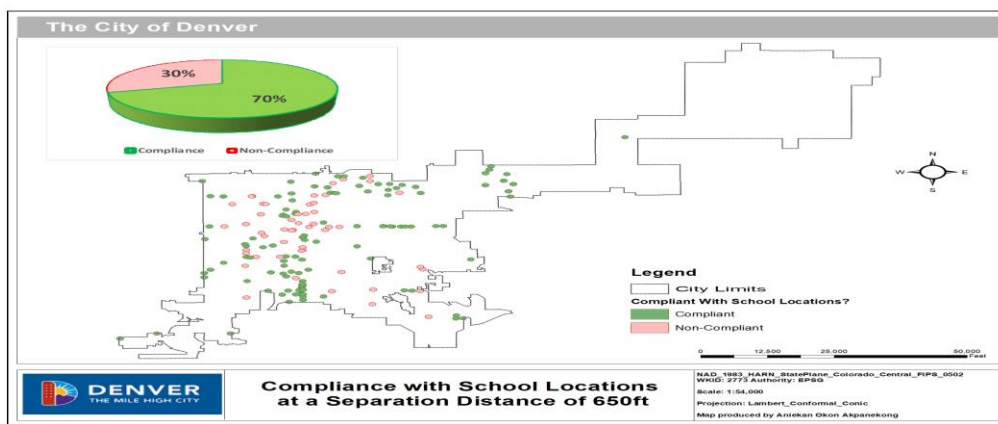 The City of Denver
30%
70%
Compliance
Non-Compliance
N
W
E
S
Legend
City Limits
Compliant With School Locations?
Compliant
Non-Compliant
0 12,500 25,000 50,000
Feet
DENVER
THE MILE HIGH CITY
Compliance with School Locations
at a Separation Distance of 650ft
NAD_1983_HARN_StatePlane_Colorado_Central_FIPS_0502
WKID: 2773 Authority: EPSG
Scale: 1:54,000
Projection: Lambert_Conformal_Conic
Map produced by Aniekan Okon Akpanekong